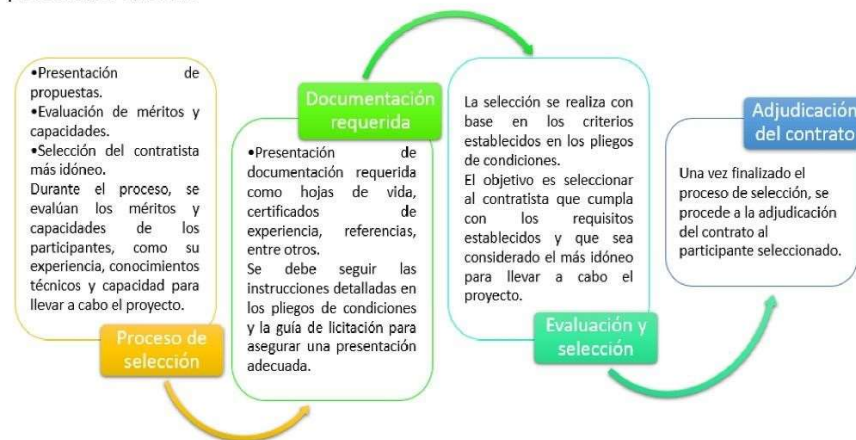 •Presentación de
propuestas.
•Evaluación de méritos y
capacidades.
•Selección del contratista
más idóneo.
Durante el proceso, se
evalúan los méritos y
capacidades de los
participantes, como su
experiencia, conocimientos
técnicos y capacidad para
llevar a cabo el proyecto.
Proceso de
selección
Documentación
requerida
•Presentación de
documentación requerida
como hojas de vida,
certificados de
experiencia, referencias,
entre otros.
Se debe seguir las
instrucciones detalladas en
los pliegos de condiciones
y la guía de licitación para
asegurar una presentación
adecuada.
La selección se realiza con
base en los criterios
establecidos en los pliegos
de condiciones.
El objetivo es seleccionar
al contratista que cumpla
con los requisitos
establecidos y que sea
considerado el más idóneo
para llevar a cabo el
proyecto.
Evaluación y
selección
Adjudicación
del contrato
Una vez finalizado el
proceso de selección, se
procede a la adjudicación
del contrato al
participante seleccionado.